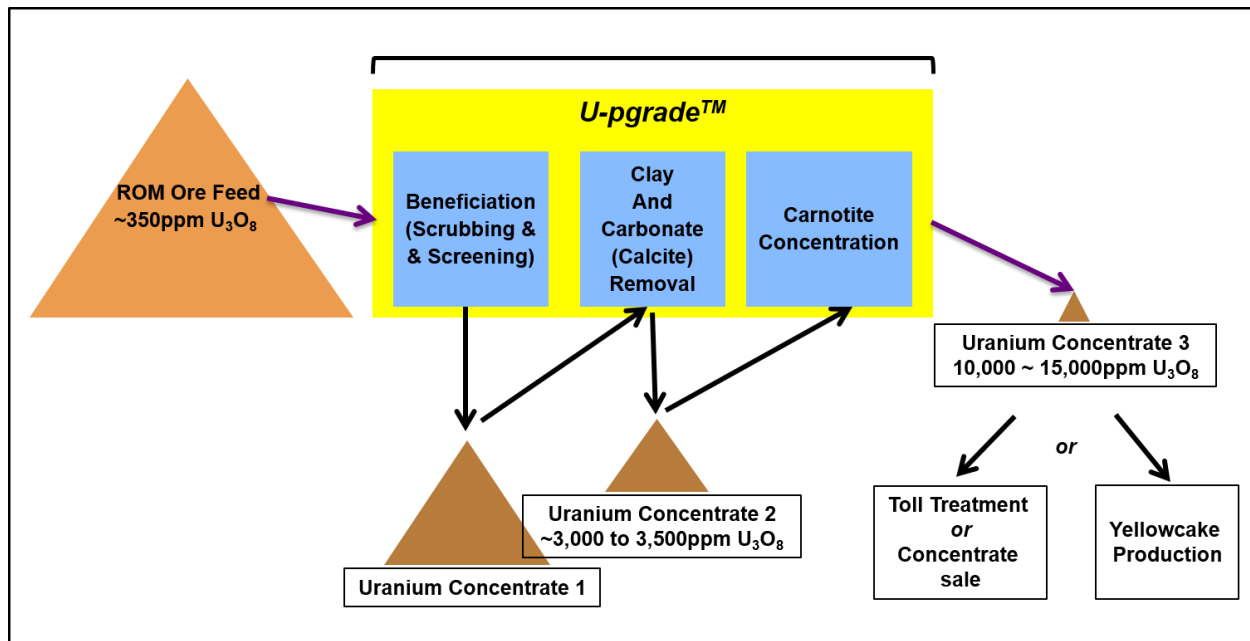 U-pgrade™
ROM Ore Feed
~350ppm U₃O₈
Beneficiation
(Scrubbing &
& Screening)
Clay
And
Carbonate
(Calcite)
Removal
Carnotite
Concentration
Uranium Concentrate 3
10,000 ~ 15,000ppm U₃O₈
or
Uranium Concentrate 2
~3,000 to 3,500ppm U₃O₈
Uranium Concentrate 1
Toll Treatment
or
Concentrate
sale
Yellowcake
Production